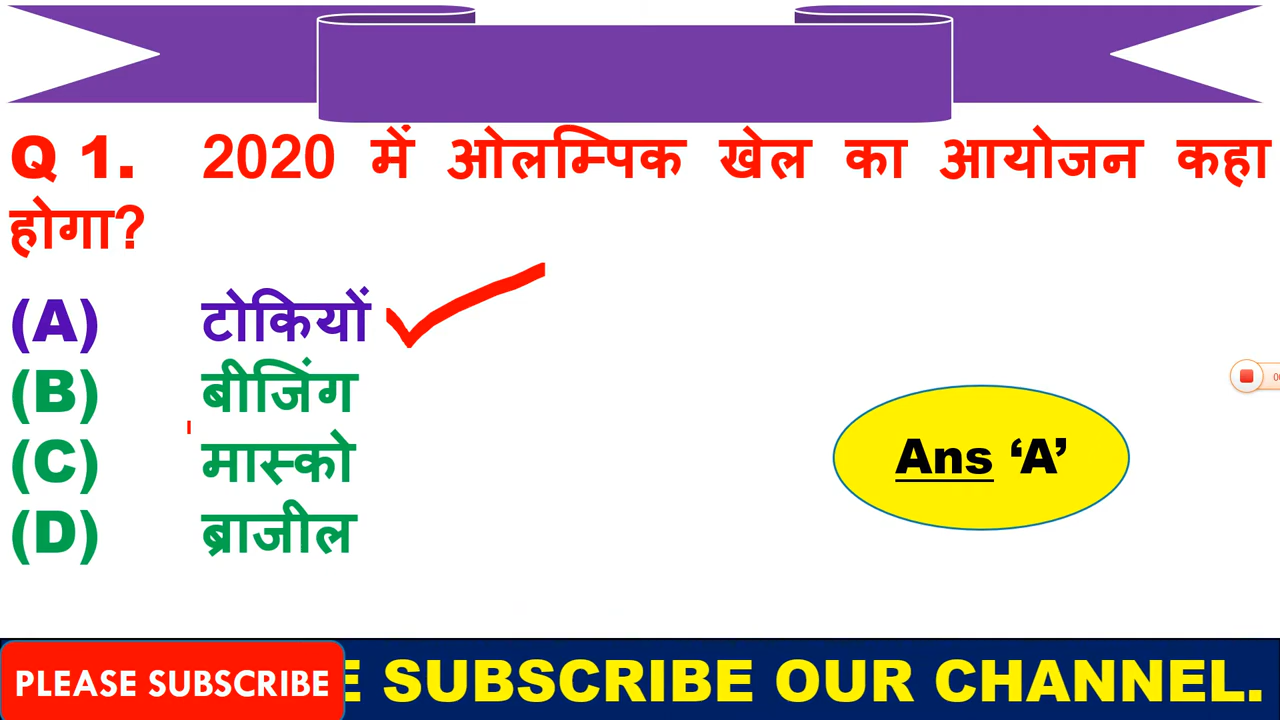 Q 1. 2020 में ओलम्पिक खेल का आयोजन कहा
होगा?
(A) टोकियों
(B) बीजिंग
(C) मास्को
(D) ब्राजील
Ans ‘A’
PLEASE SUBSCRIBE
E SUBSCRIBE OUR CHANNEL.